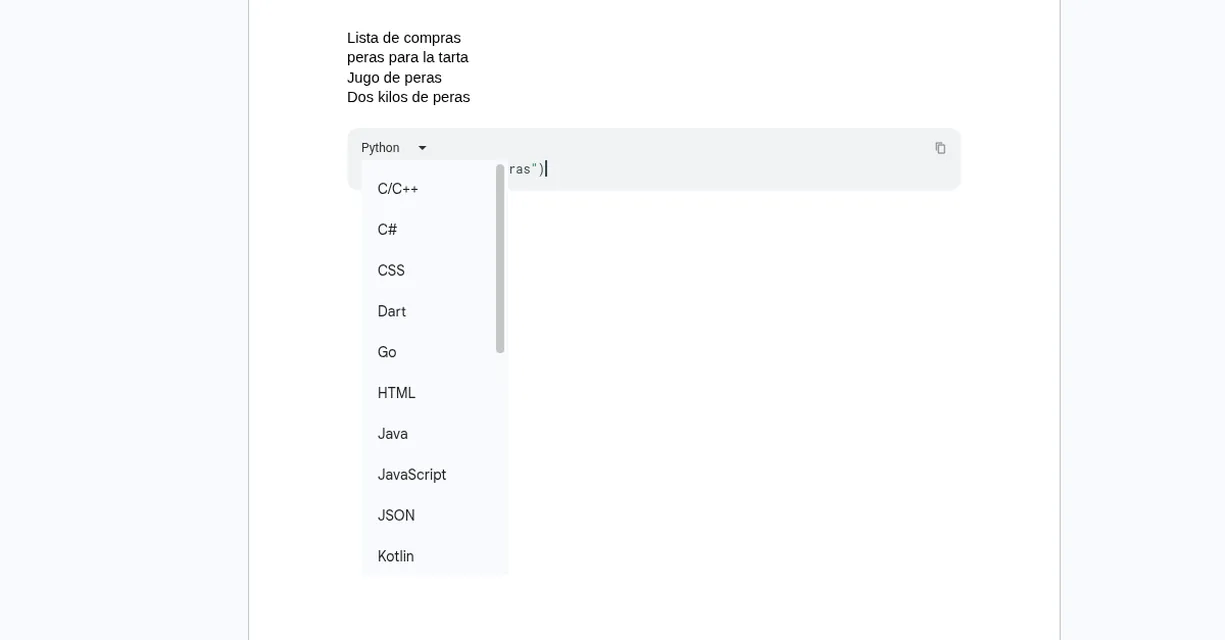 Lista de compras
peras para la tarta
Jugo de peras
Dos kilos de peras
Python
ras")
C/C++
C#
CSS
Dart
Go
HTML
Java
JavaScript
JSON
Kotlin